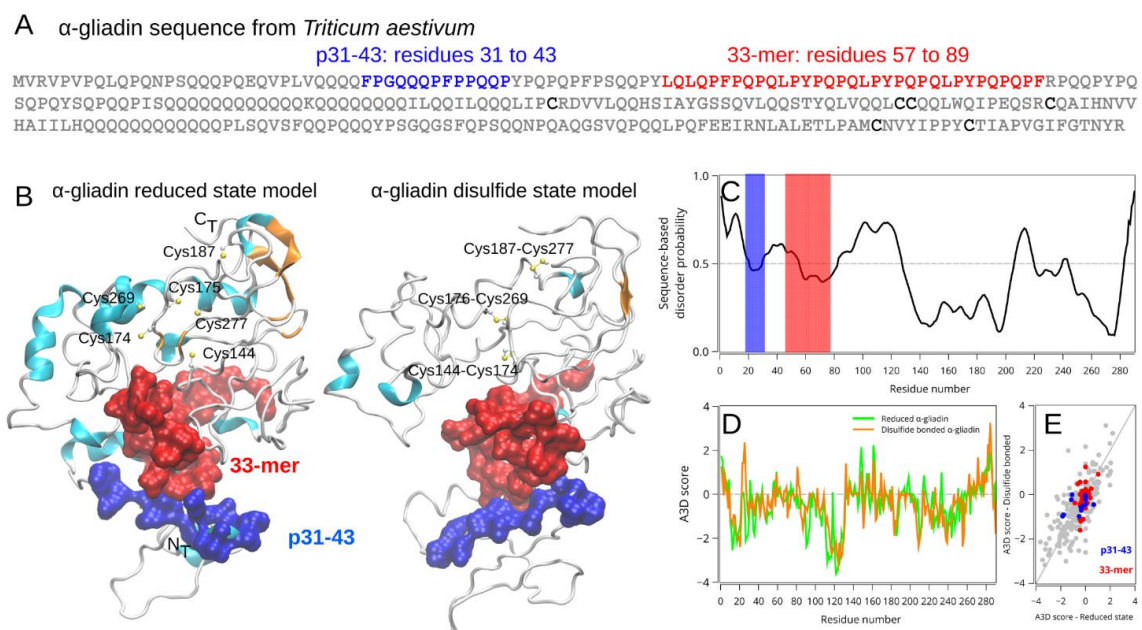 A α-gliadin sequence from Triticum aestivum
p31-43: residues 31 to 43 33-mer: residues 57 to 89
MVRVPVPQLQPQNPSQQQPQEQVPLVQQQQFPGQQQPFPPQQPYPQPQPFPSQQPYLQLQPFPQPQLPYPQPQLPYPQPQLPYPQPQPFRPQQPYPQ
SQPQYSQPQQPISQQQQQQQQQQQQKQQQQQQQQILQQILQQQLIPCRDVVLQQHSIAYGSSQVLQQSTYQLVQQLCCQQLWQIPEQSRCQAIHNVV
HAIILHQQQQQQQQQQQPLSQVSFQQPQQQYPSGQGSFQPSQQNPQAQGSVQPQQLPQFEEIRNLALETLPAMCNVYIPPYCTIAPVGIFGTNYR
B α-gliadin reduced state model α-gliadin disulfide state model
CT
Cys187
Cys175
Cys269
Cys277
Cys174
Cys144
33-mer
p31-43
NT
Cys187-Cys277
Cys176-Cys269
Cys144-Cys174
C
Sequence-based
disorder probability
1.0
0.5
0.0
0 20 40 60 80 100 120 140 160 180 200 220 240 260 280
Residue number
D
Reduced α-gliadin
Disulfide bonded α-gliadin
A3D score
4
2
0
−2
−4
0 20 40 60 80 100 120 140 160 180 200 220 240 260 280
Residue number
E
A3D score - Disulfide bonded
4
2
0
−2
−4
p31-43
33-mer
−4 −2 0 2 4
A3D score - Reduced state